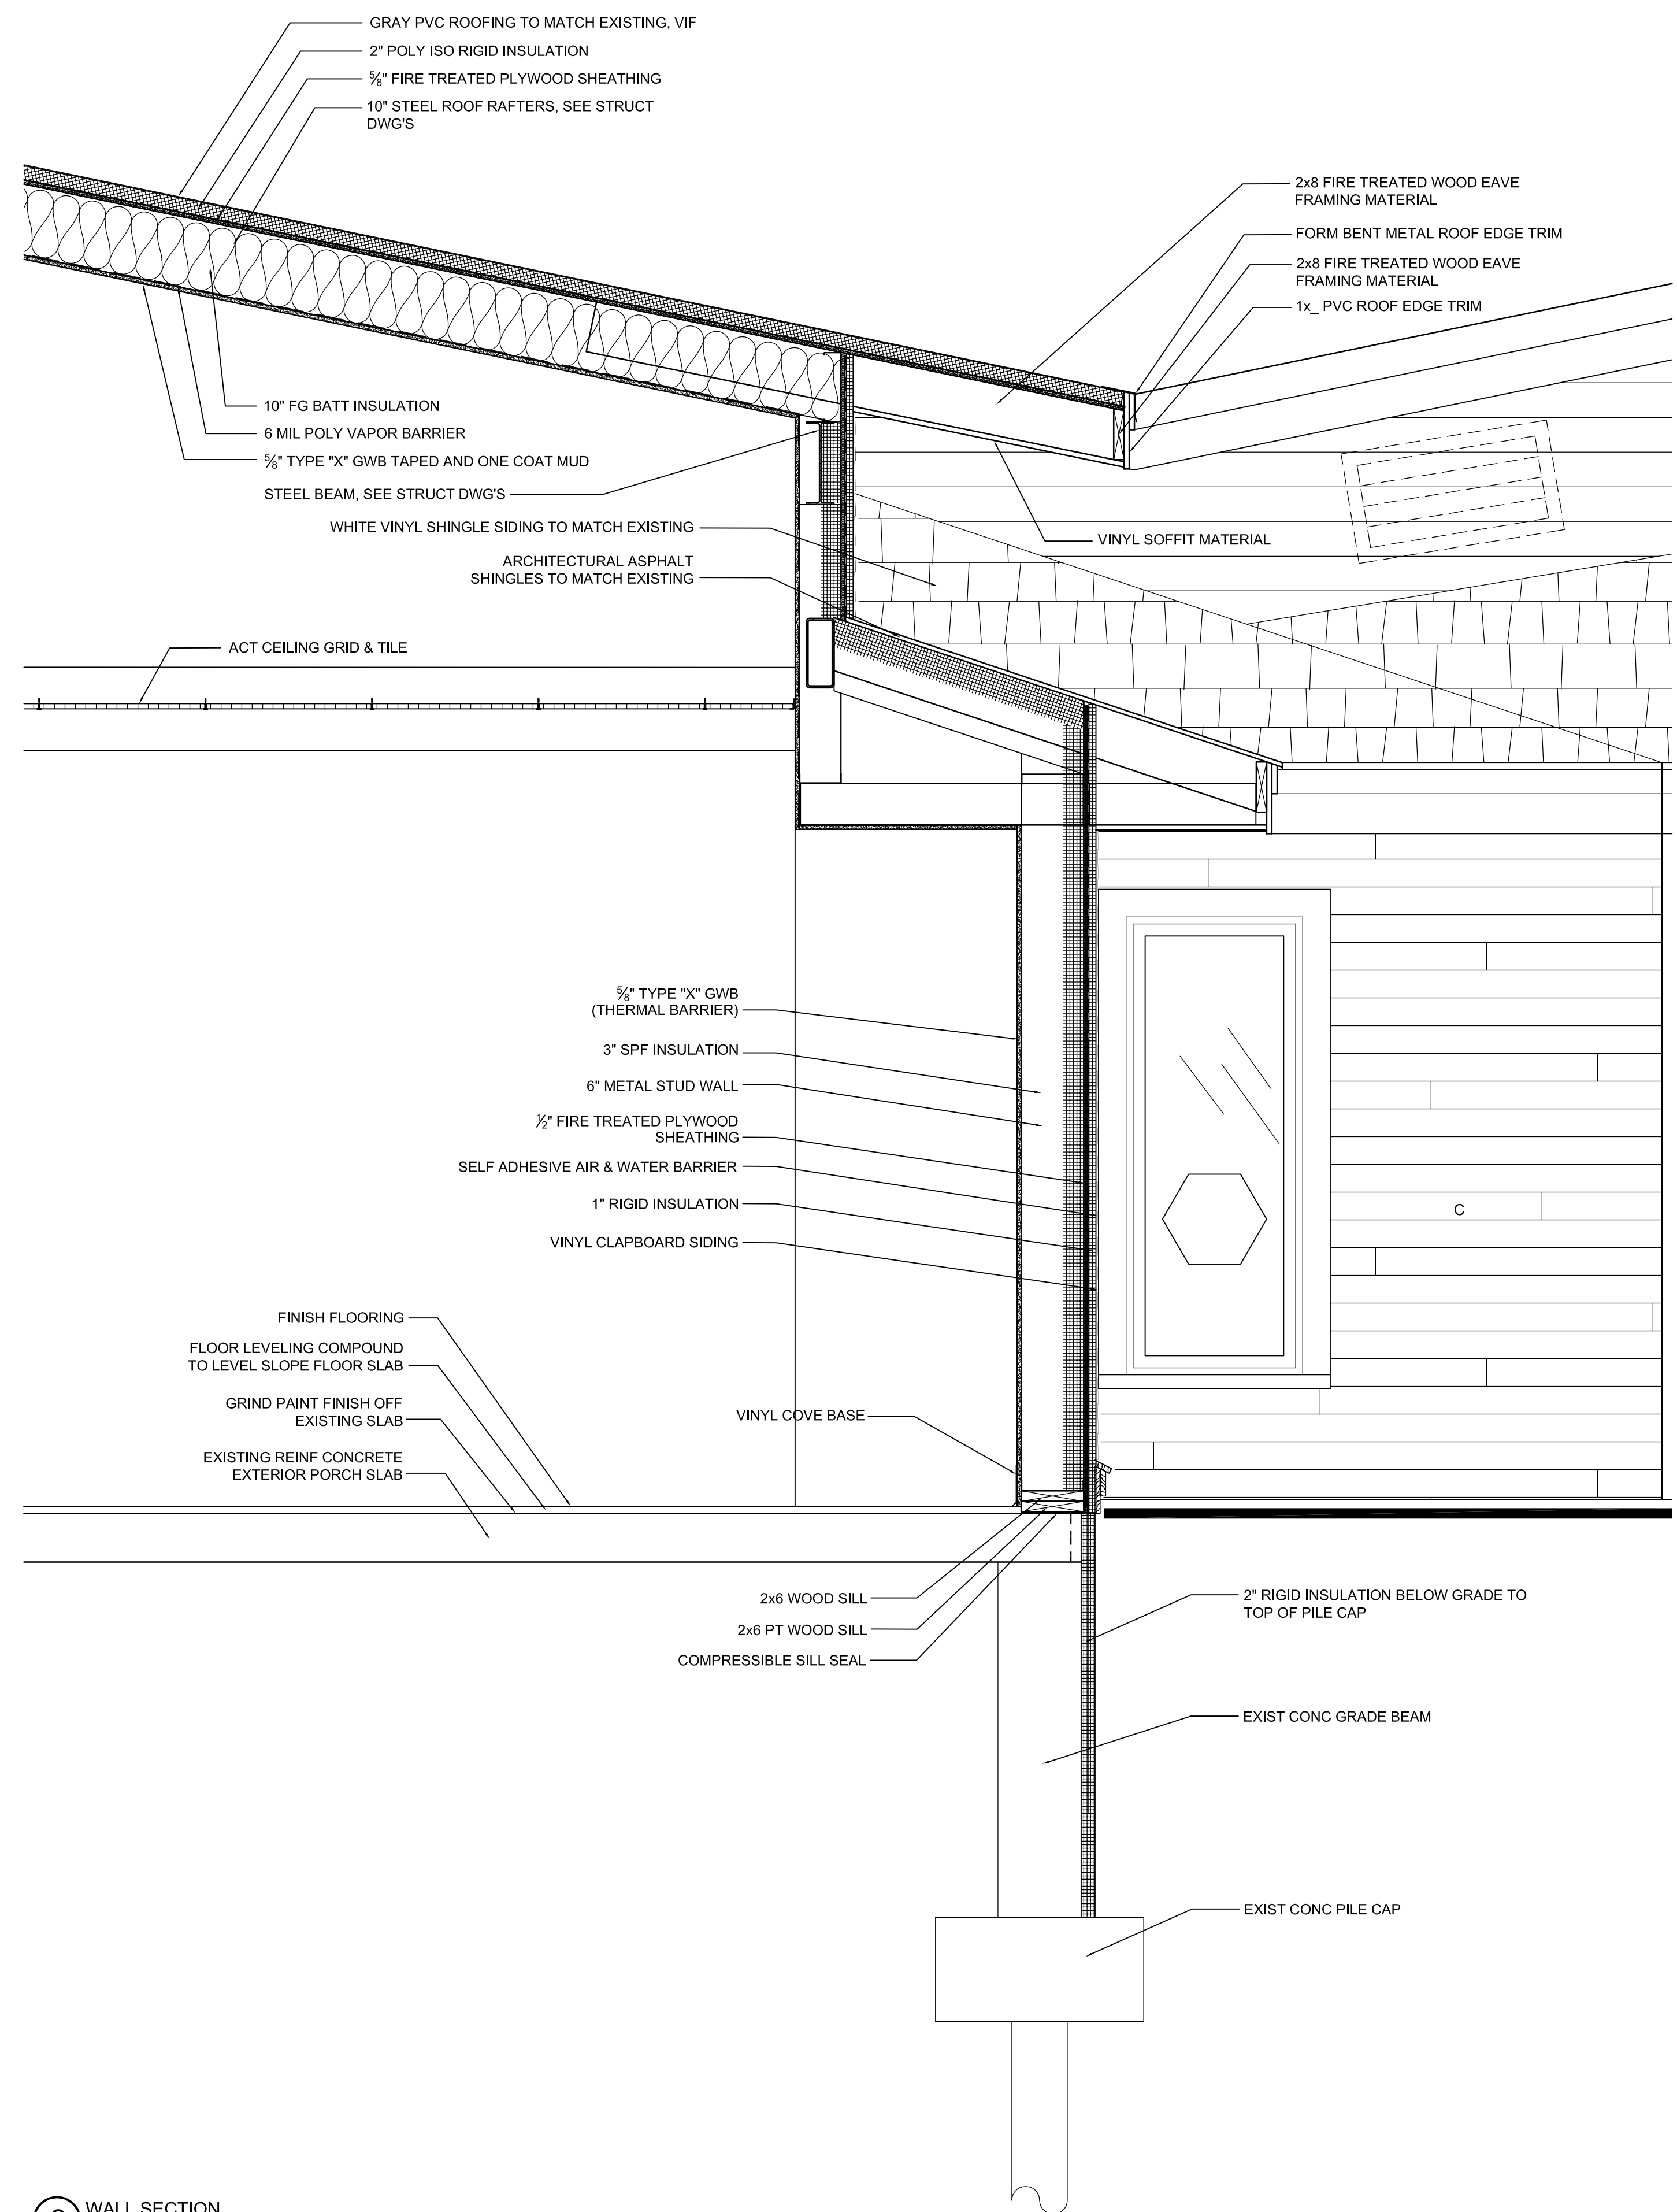 GRAY PVC ROOFING TO MATCH EXISTING, VIF
2" POLY ISO RIGID INSULATION
⅝" FIRE TREATED PLYWOOD SHEATHING
10" STEEL ROOF RAFTERS, SEE STRUCT
DWG'S
2x8 FIRE TREATED WOOD EAVE
FRAMING MATERIAL
FORM BENT METAL ROOF EDGE TRIM
2x8 FIRE TREATED WOOD EAVE
FRAMING MATERIAL
1x_ PVC ROOF EDGE TRIM
10" FG BATT INSULATION
6 MIL POLY VAPOR BARRIER
⅝" TYPE "X" GWB TAPED AND ONE COAT MUD
STEEL BEAM, SEE STRUCT DWG'S
WHITE VINYL SHINGLE SIDING TO MATCH EXISTING
VINYL SOFFIT MATERIAL
ARCHITECTURAL ASPHALT
SHINGLES TO MATCH EXISTING
ACT CEILING GRID & TILE
⅝" TYPE "X" GWB
(THERMAL BARRIER)
3" SPF INSULATION
6" METAL STUD WALL
½" FIRE TREATED PLYWOOD
SHEATHING
SELF ADHESIVE AIR & WATER BARRIER
1" RIGID INSULATION
C
VINYL CLAPBOARD SIDING
FINISH FLOORING
FLOOR LEVELING COMPOUND
TO LEVEL SLOPE FLOOR SLAB
GRIND PAINT FINISH OFF
EXISTING SLAB
VINYL COVE BASE
EXISTING REINF CONCRETE
EXTERIOR PORCH SLAB
2x6 WOOD SILL
2x6 PT WOOD SILL
COMPRESSIBLE SILL SEAL
2" RIGID INSULATION BELOW GRADE TO
TOP OF PILE CAP
EXIST CONC GRADE BEAM
EXIST CONC PILE CAP
WALL SECTION